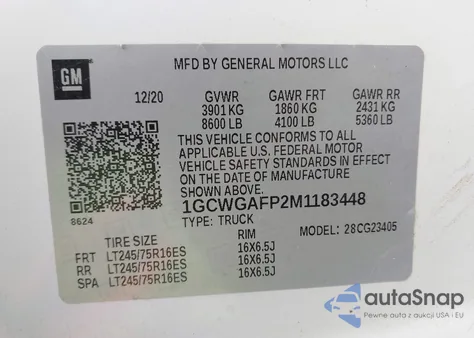 GM
MFD BY GENERAL MOTORS LLC
12/20 GVWR GAWR FRT GAWR RR
3901 KG 1860 KG 2431 KG
8600 LB 4100 LB 5360 LB
THIS VEHICLE CONFORMS TO ALL
APPLICABLE U.S. FEDERAL MOTOR
VEHICLE SAFETY STANDARDS IN EFFECT
ON THE DATE OF MANUFACTURE
SHOWN ABOVE.
1GCWGAFP2M1183448
8624 TYPE: TRUCK MODEL: 28CG23405
TIRE SIZE RIM
FRT LT245/75R16ES 16X6.5J
RR LT245/75R16ES 16X6.5J
SPA LT245/75R16ES 16X6.5J
autoSnap
Pewne auta z USA i EU